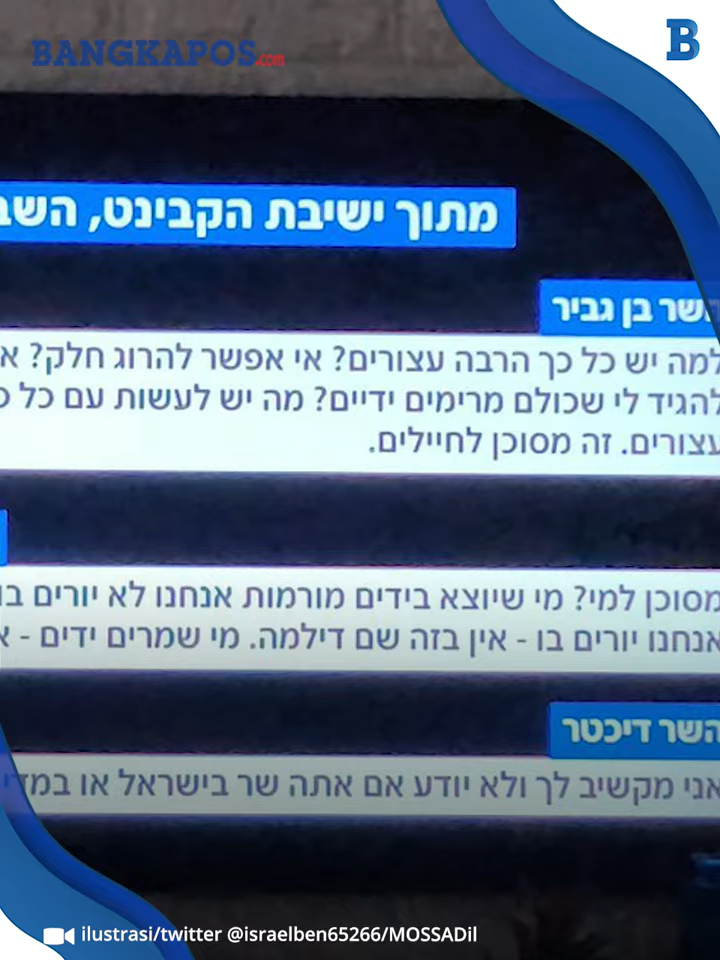 BANGKAPOS.com
B
מתוך ישיבת הקבינט,
השר בן גביר
למה יש כל כך הרבה עצורים? אי אפשר להרוג חלק?
להגיד לי שכולם מרימים ידיים? מה יש לעשות עם כל
עצורים. זה מסוכן לחיילים.
מסוכן למי? מי שיוצא בידים מורמות אנחנו לא יורים
אנחנו יורים בו - אין בזה שם דילמה. מי שמרים ידים -
השר דיכטר
אני מקשיב לך ולא יודע אם אתה שר בישראל או
ilustrasi/twitter @israelben65266/MOSSADil